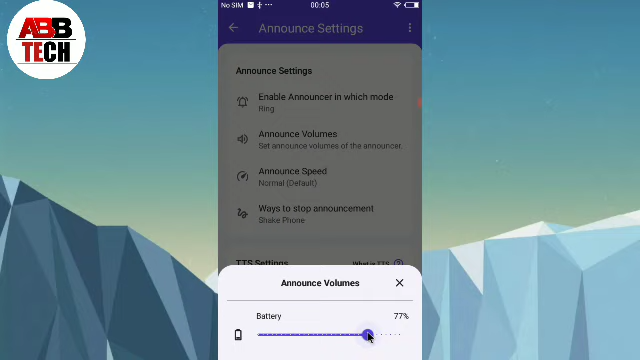 ABB
TECH
No SIM
00:05
Announce Settings
Announce Settings
Enable Announcer in which mode
Ring
Announce Volumes
Set announce volumes of the announcer.
Announce Speed
Normal (Default)
Ways to stop announcement
Shake Phone
TTS Settings
What is TTS ?
Announce Volumes
Battery
77%